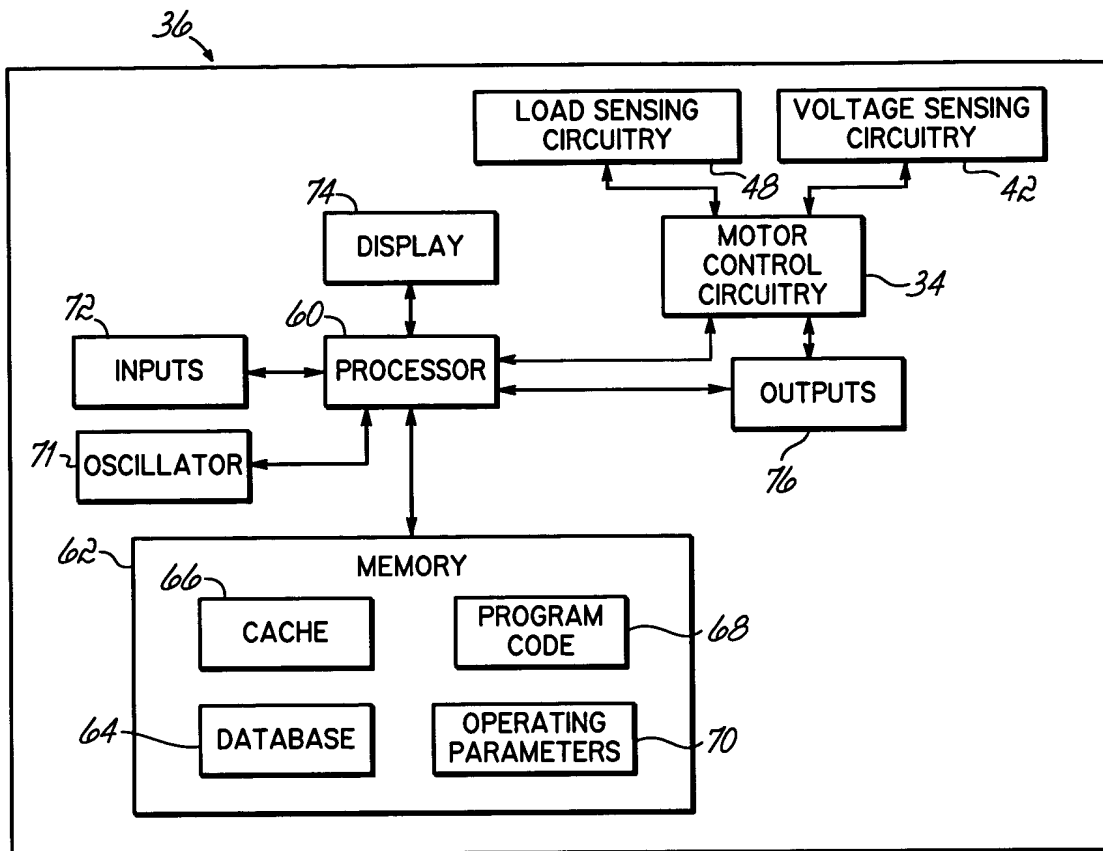 36
LOAD SENSING
CIRCUITRY
48
VOLTAGE SENSING
CIRCUITRY
42
74
DISPLAY
MOTOR
CONTROL
CIRCUITRY
34
72
INPUTS
60
PROCESSOR
OUTPUTS
76
71
OSCILLATOR
62
MEMORY
66
CACHE
PROGRAM
CODE
68
64
DATABASE
OPERATING
PARAMETERS
70